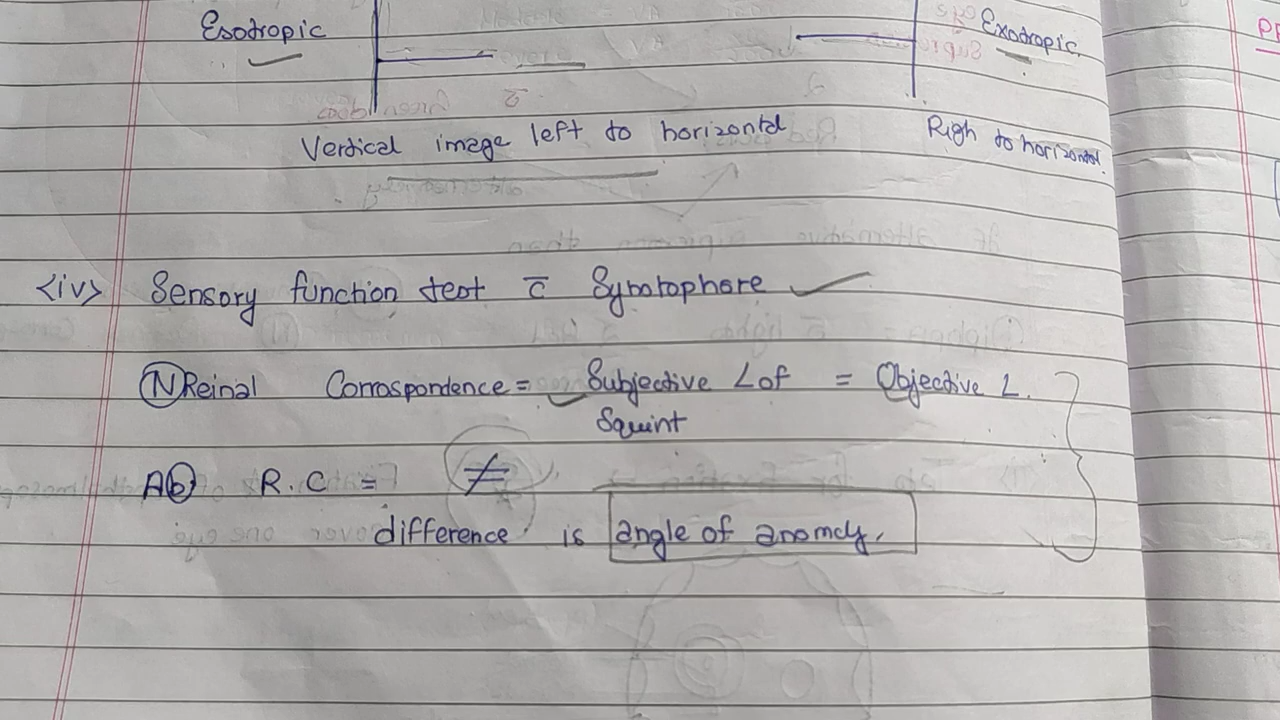 Esotropic
Exotropic
Vertical image left to horizontal
Righ to horizontal
<iv> Sensory function test c̄ Synotophore
(N) Reinal Corraspondence = Subjective ∠ of = Objective ∠.
Squint
Ab R.C = ≠
difference is angle of anomely.